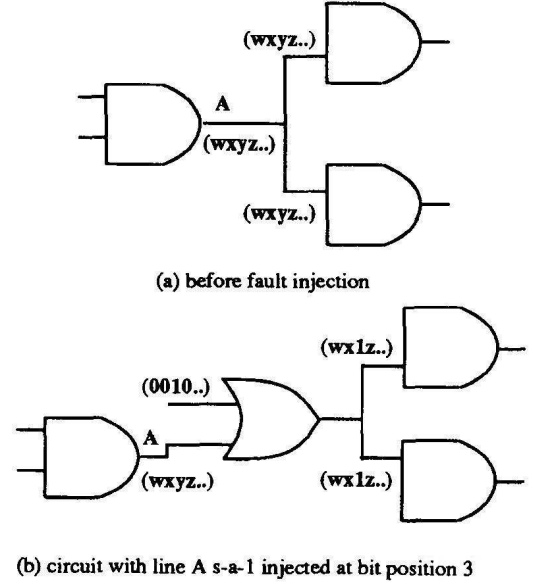 (wxyz..)
A
(wxyz..)
(wxyz..)
(a) before fault injection
(wx1z..)
(0010..)
A
(wxyz..)
(wx1z..)
(b) circuit with line A s-a-1 injected at bit position 3